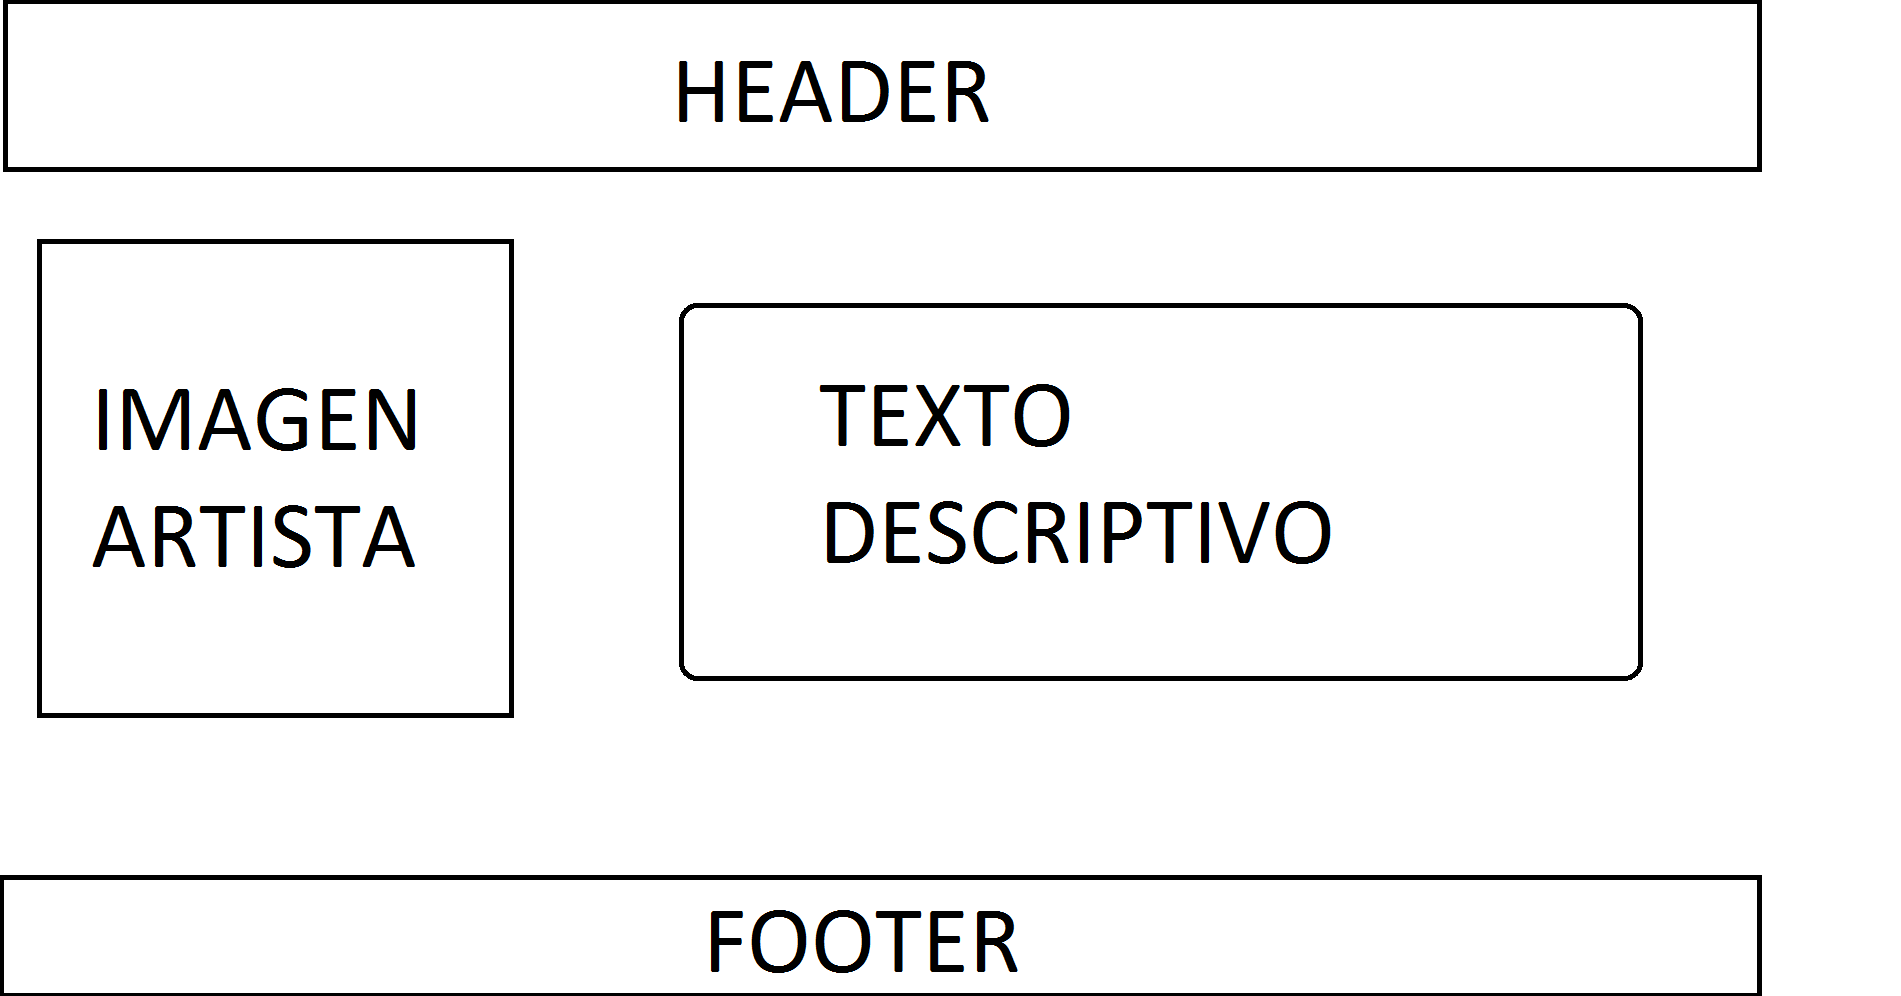 HEADER
IMAGEN
ARTISTA
TEXTO
DESCRIPTIVO
FOOTER